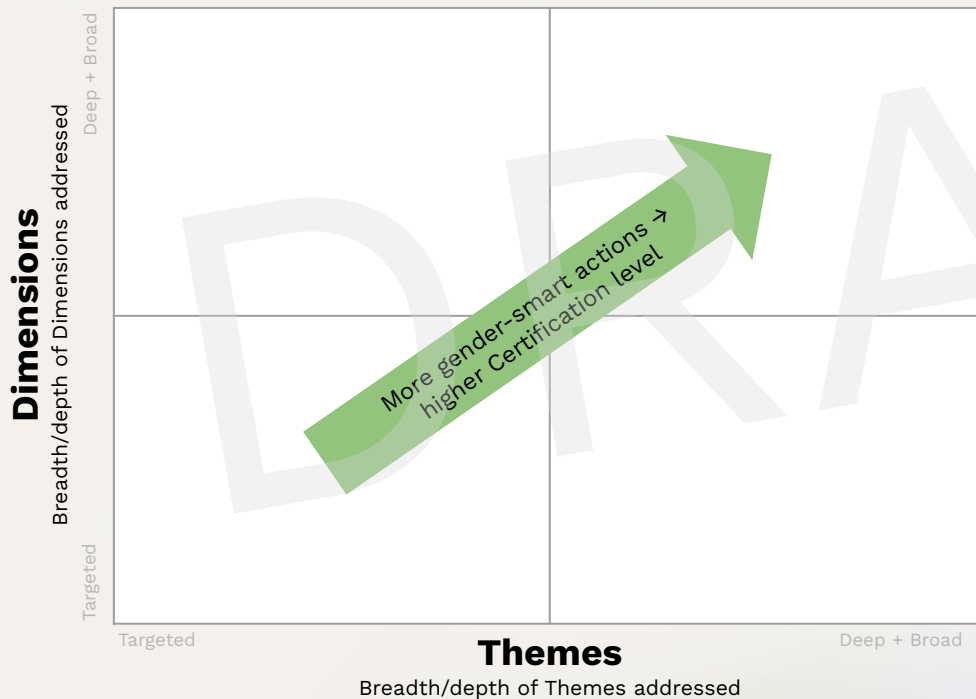 Deep + Broad
Dimensions
Breadth/depth of Dimensions addressed
Targeted
More gender-smart actions →
higher Certification level
DRA
Targeted
Deep + Broad
Themes
Breadth/depth of Themes addressed